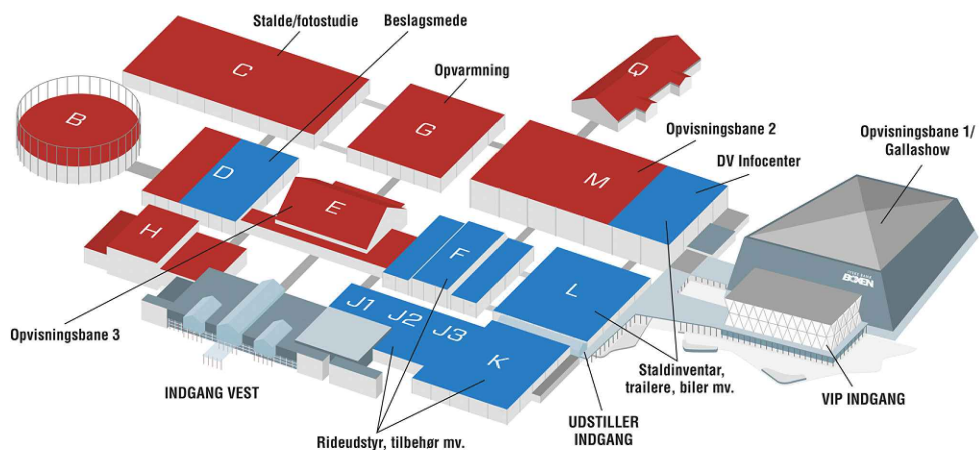 Stalde/fotostudie
Beslagsmede
Opvarmning
Opvisningsbane 2
DV Infocenter
Opvisningsbane 1/
Gallashow
C
Q
B
G
D
M
E
H
F
L
J1
J2
J3
K
BOXEN
Opvisningsbane 3
INDGANG VEST
Rideudstyr, tilbehør mv.
UDSTILLER
INDGANG
Staldinventar,
trailere, biler mv.
VIP INDGANG